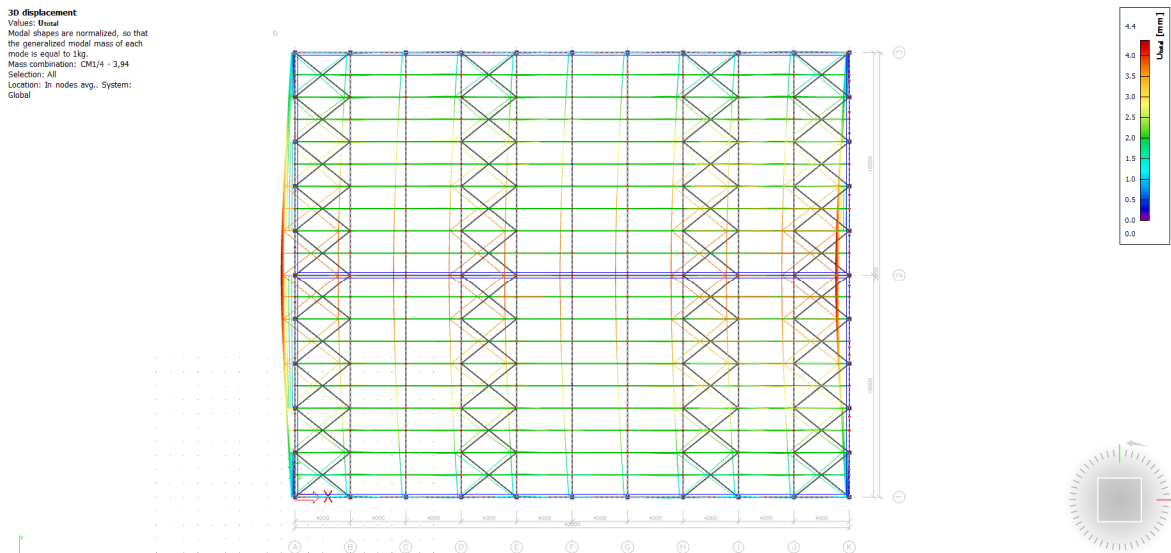 3D displacement
Values: Utotal
Modal shapes are normalized, so that
the generalized modal mass of each
mode is equal to 1kg.
Mass combination: CM1/4 - 3,94
Selection: All
Location: In nodes avg.. System:
Global
4.4
4.0
3.5
3.0
2.5
2.0
1.5
1.0
0.5
0.0
0.0
Utotal [mm]
3
2
1
X
Y
4000 4000 4000 4000 4000 4000 4000 4000 4000 4000
A B C D E F G H I J K